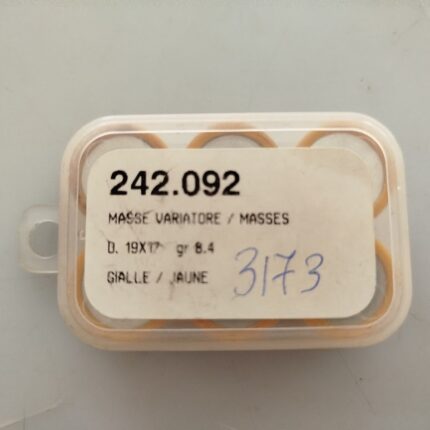 242.092
MASSE VARIATORE / MASSES
D. 19X17 gr 8.4
GIALLE / JAUNE
3173